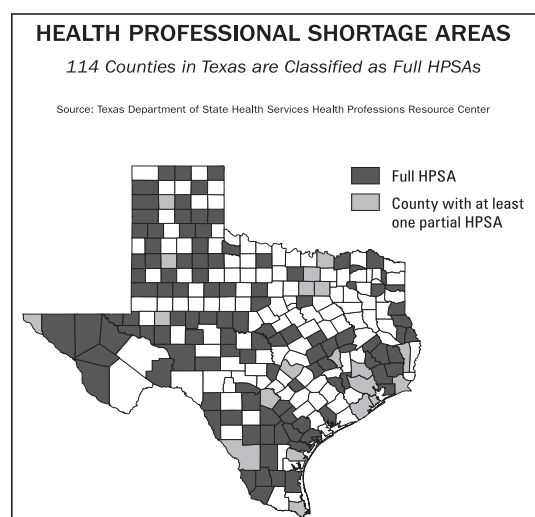 HEALTH PROFESSIONAL SHORTAGE AREAS
114 Counties in Texas are Classified as Full HPSAs
Source: Texas Department of State Health Services Health Professions Resource Center
Full HPSA
County with at least
one partial HPSA